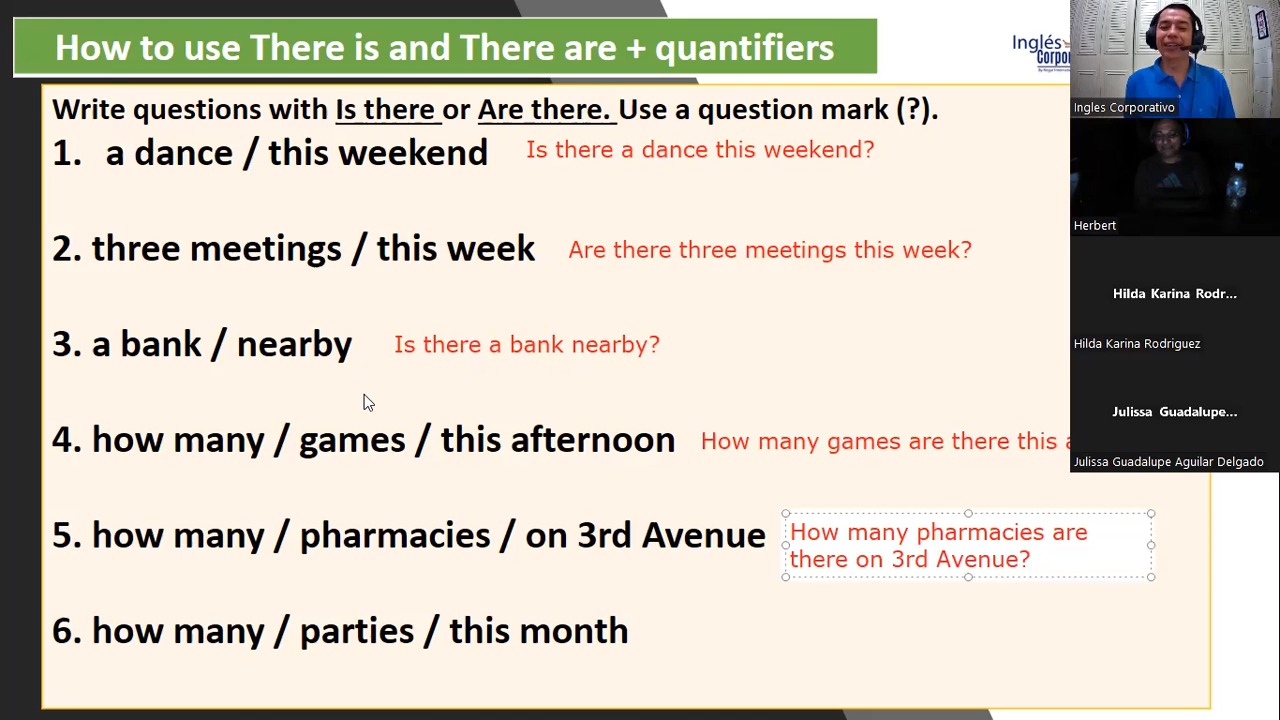 How to use There is and There are + quantifiers
Inglés
Corpor
Write questions with Is there or Are there. Use a question mark (?).
1. a dance / this weekend Is there a dance this weekend?
2. three meetings / this week Are there three meetings this week?
3. a bank / nearby Is there a bank nearby?
4. how many / games / this afternoon How many games are there this a
5. how many / pharmacies / on 3rd Avenue How many pharmacies are
there on 3rd Avenue?
6. how many / parties / this month
Ingles Corporativo
Herbert
Hilda Karina Rodr...
Hilda Karina Rodriguez
Julissa Guadalupe...
Julissa Guadalupe Aguilar Delgado